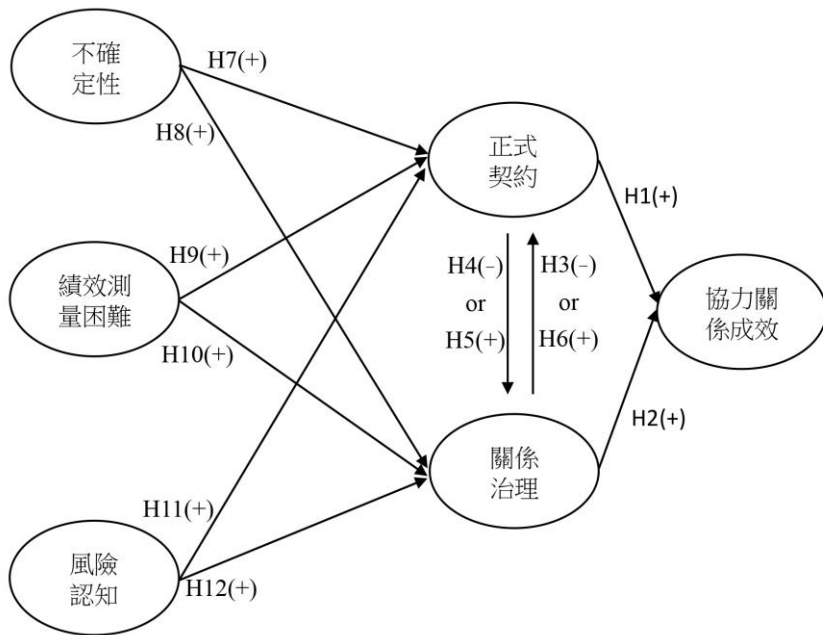 不確
定性
H7(+)
H8(+)
正式
契約
H1(+)
績效測
量困難
H9(+)
H10(+)
H4(-)
or
H5(+)
H3(-)
or
H6(+)
協力關
係成效
H2(+)
關係
治理
風險
認知
H11(+)
H12(+)